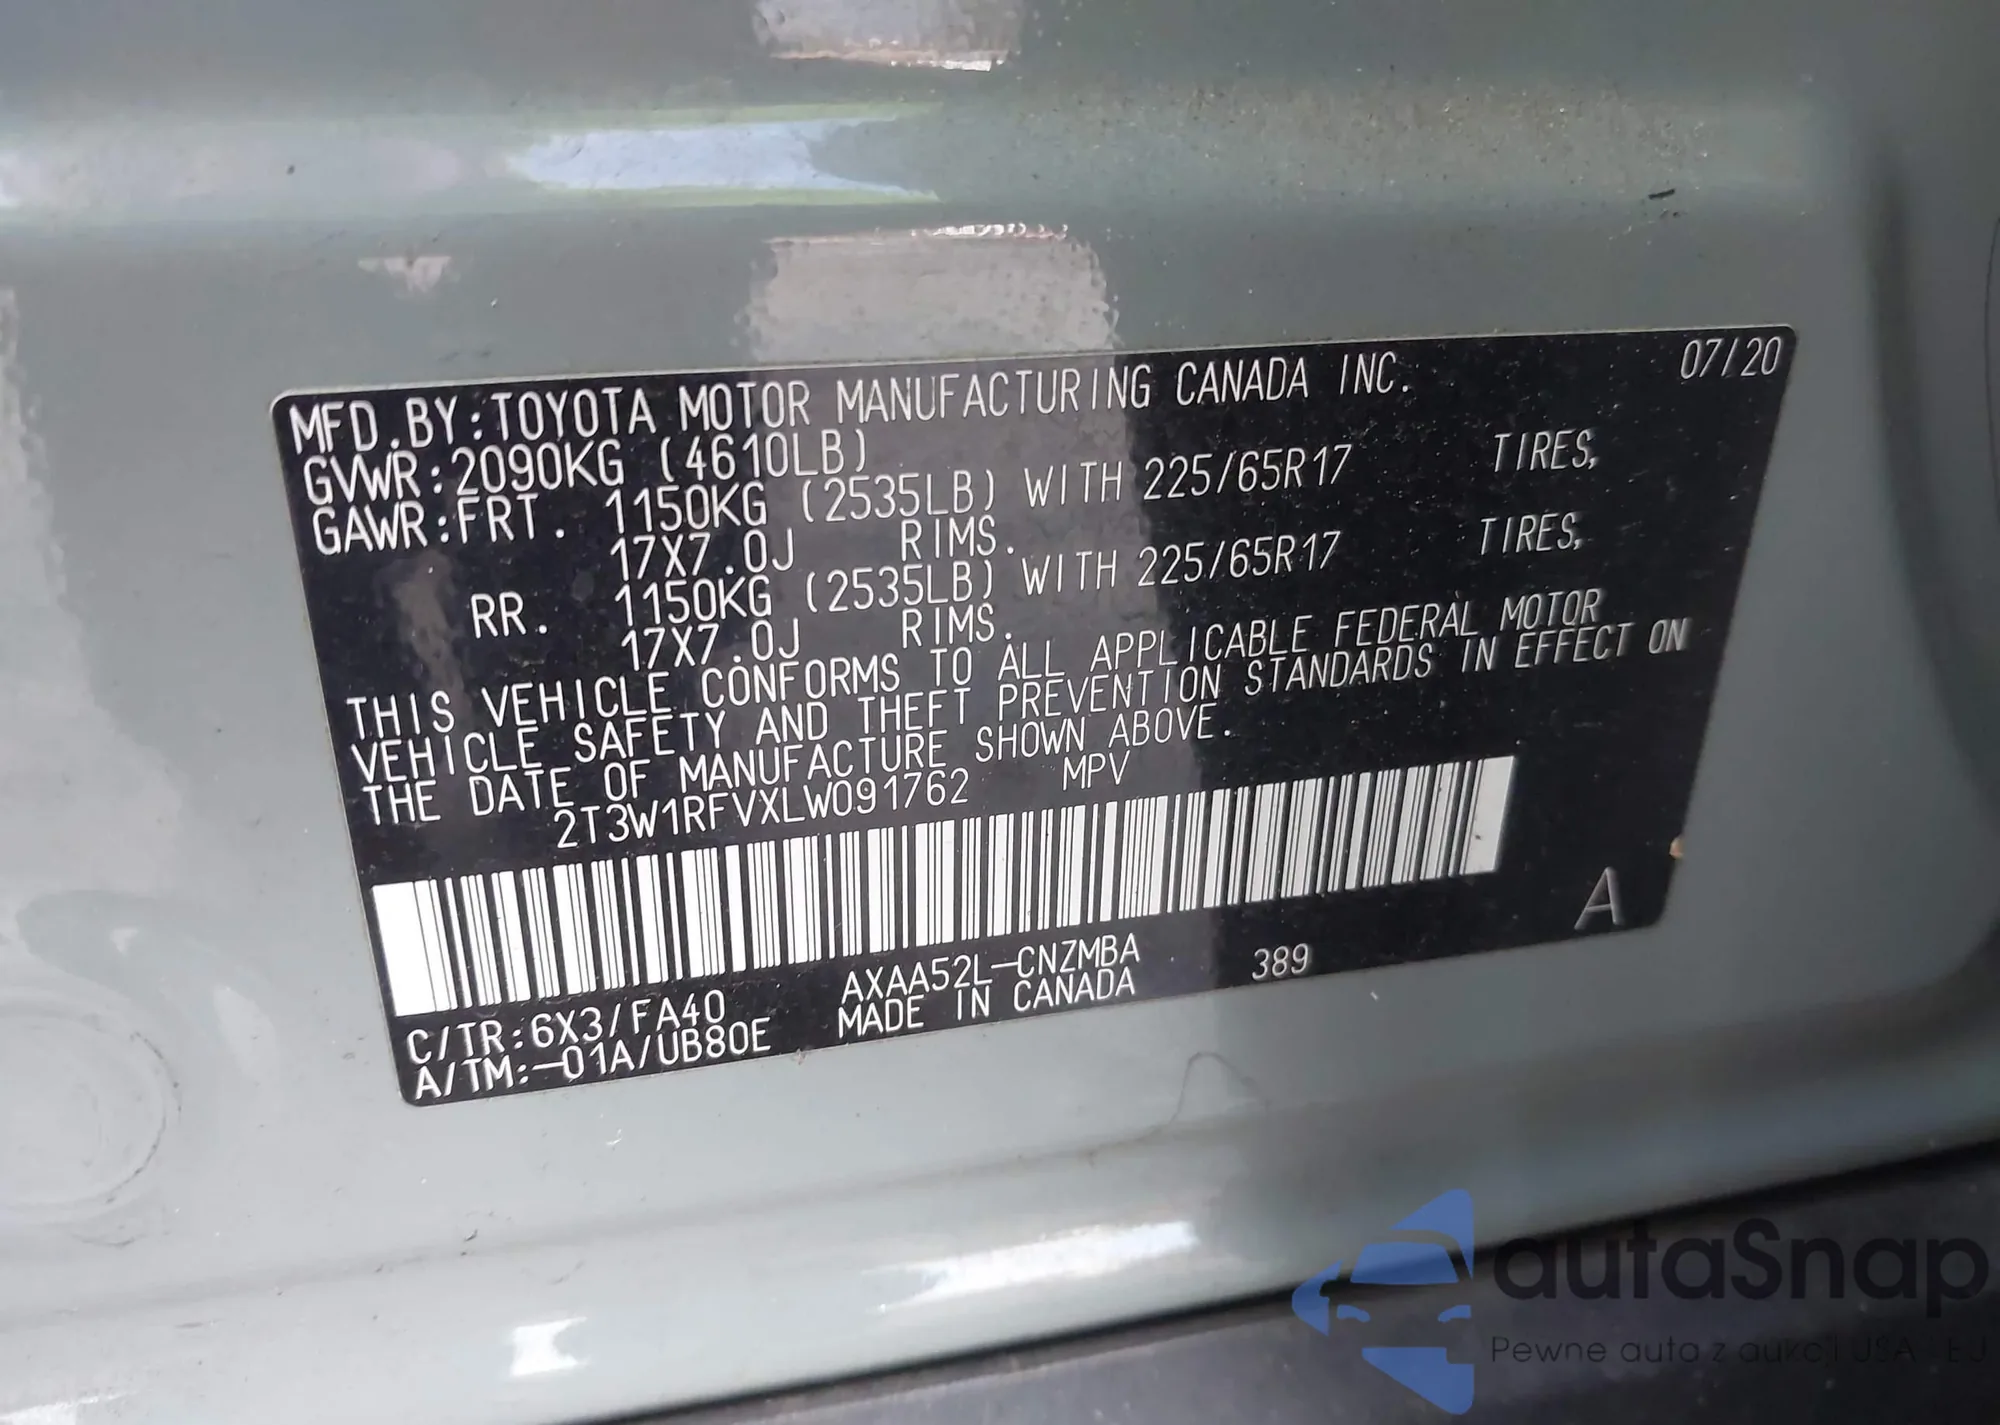 MFD.BY:TOYOTA MOTOR MANUFACTURING CANADA INC. 07/20
GVWR:2090KG (4610LB)
GAWR:FRT. 1150KG (2535LB) WITH 225/65R17 TIRES,
17X7.0J RIMS.
RR. 1150KG (2535LB) WITH 225/65R17 TIRES,
17X7.0J RIMS.
THIS VEHICLE CONFORMS TO ALL APPLICABLE FEDERAL MOTOR
VEHICLE SAFETY AND THEFT PREVENTION STANDARDS IN EFFECT ON
THE DATE OF MANUFACTURE SHOWN ABOVE.
2T3W1RFVXLW091762 MPV
A
C/TR:6X3/FA40 AXAA52L-CNZMBA 389
A/TM:-01A/UB80E MADE IN CANADA
autaSnap
Pewne auta z aukcji USA - EU